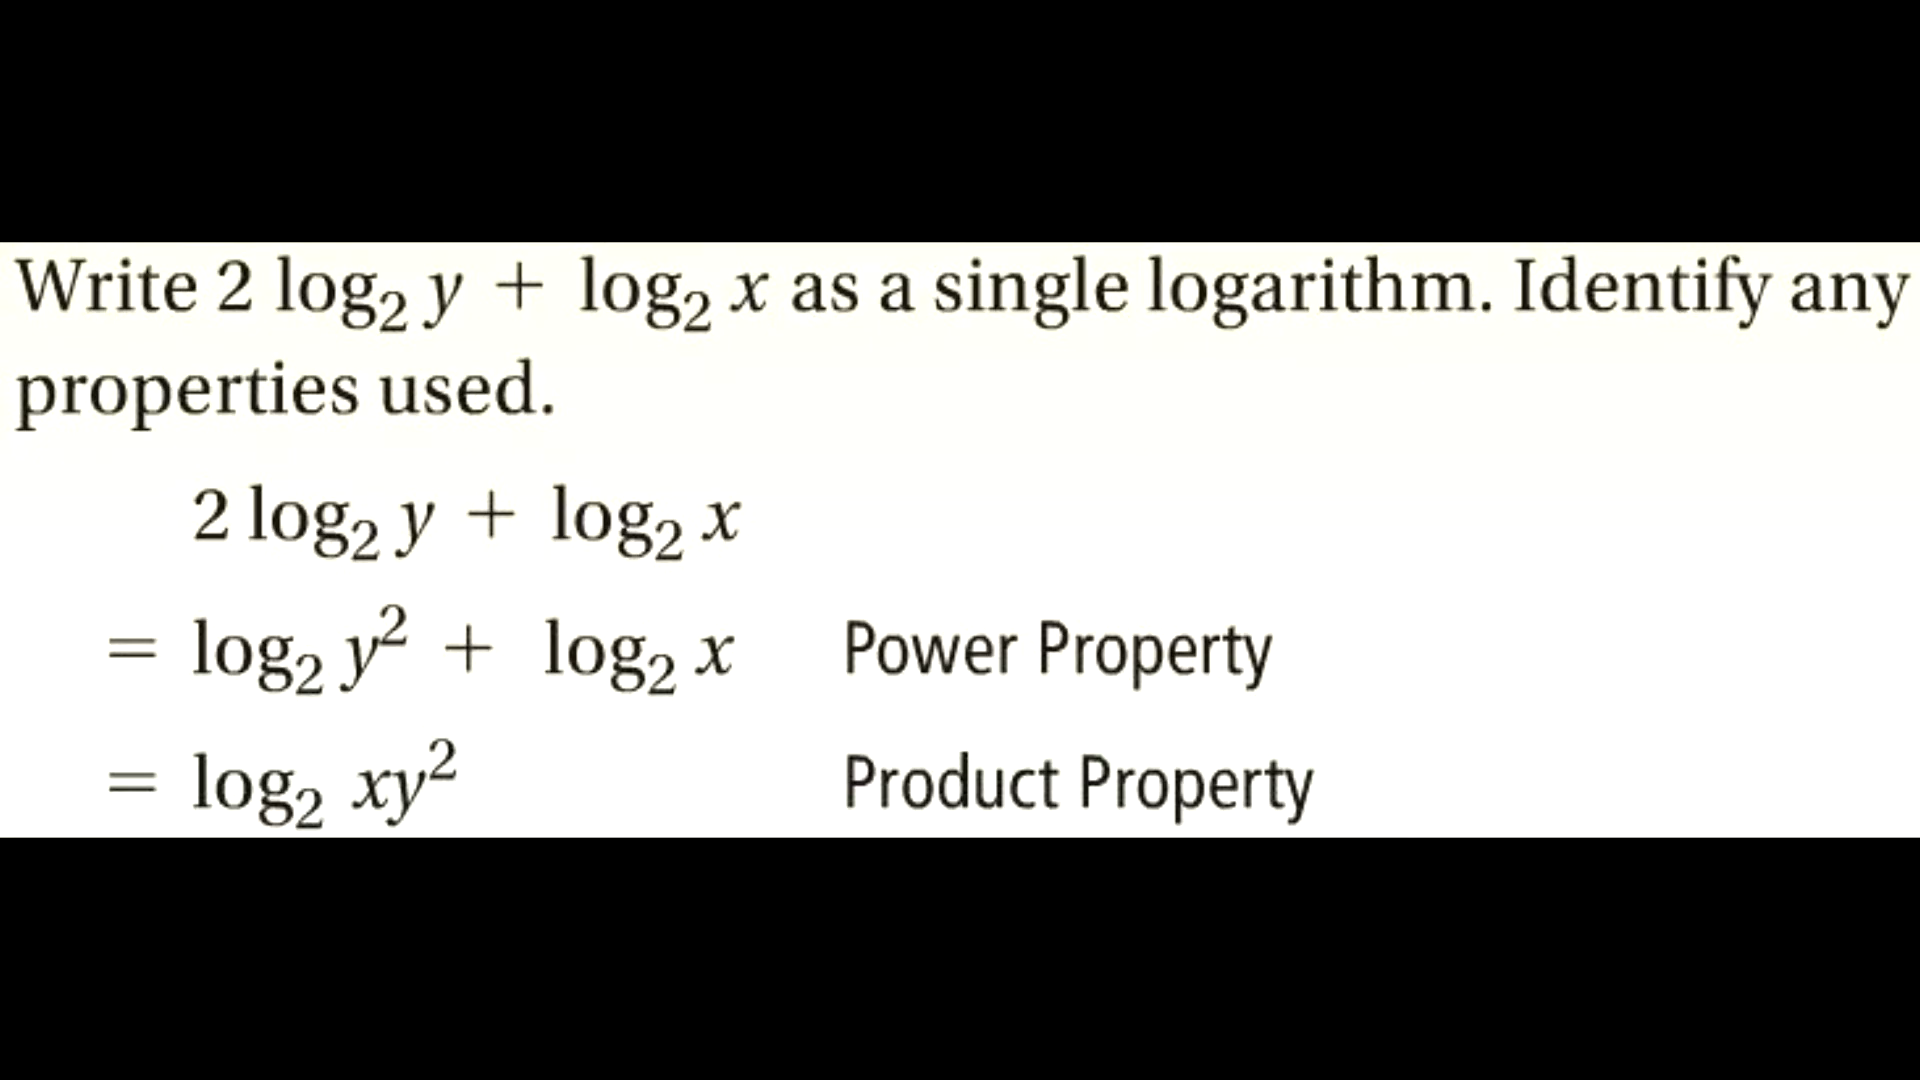 Write 2 log₂ y + log₂ x as a single logarithm. Identify any
properties used.
2 log₂ y + log₂ x
= log₂ y² + log₂ x Power Property
= log₂ xy² Product Property